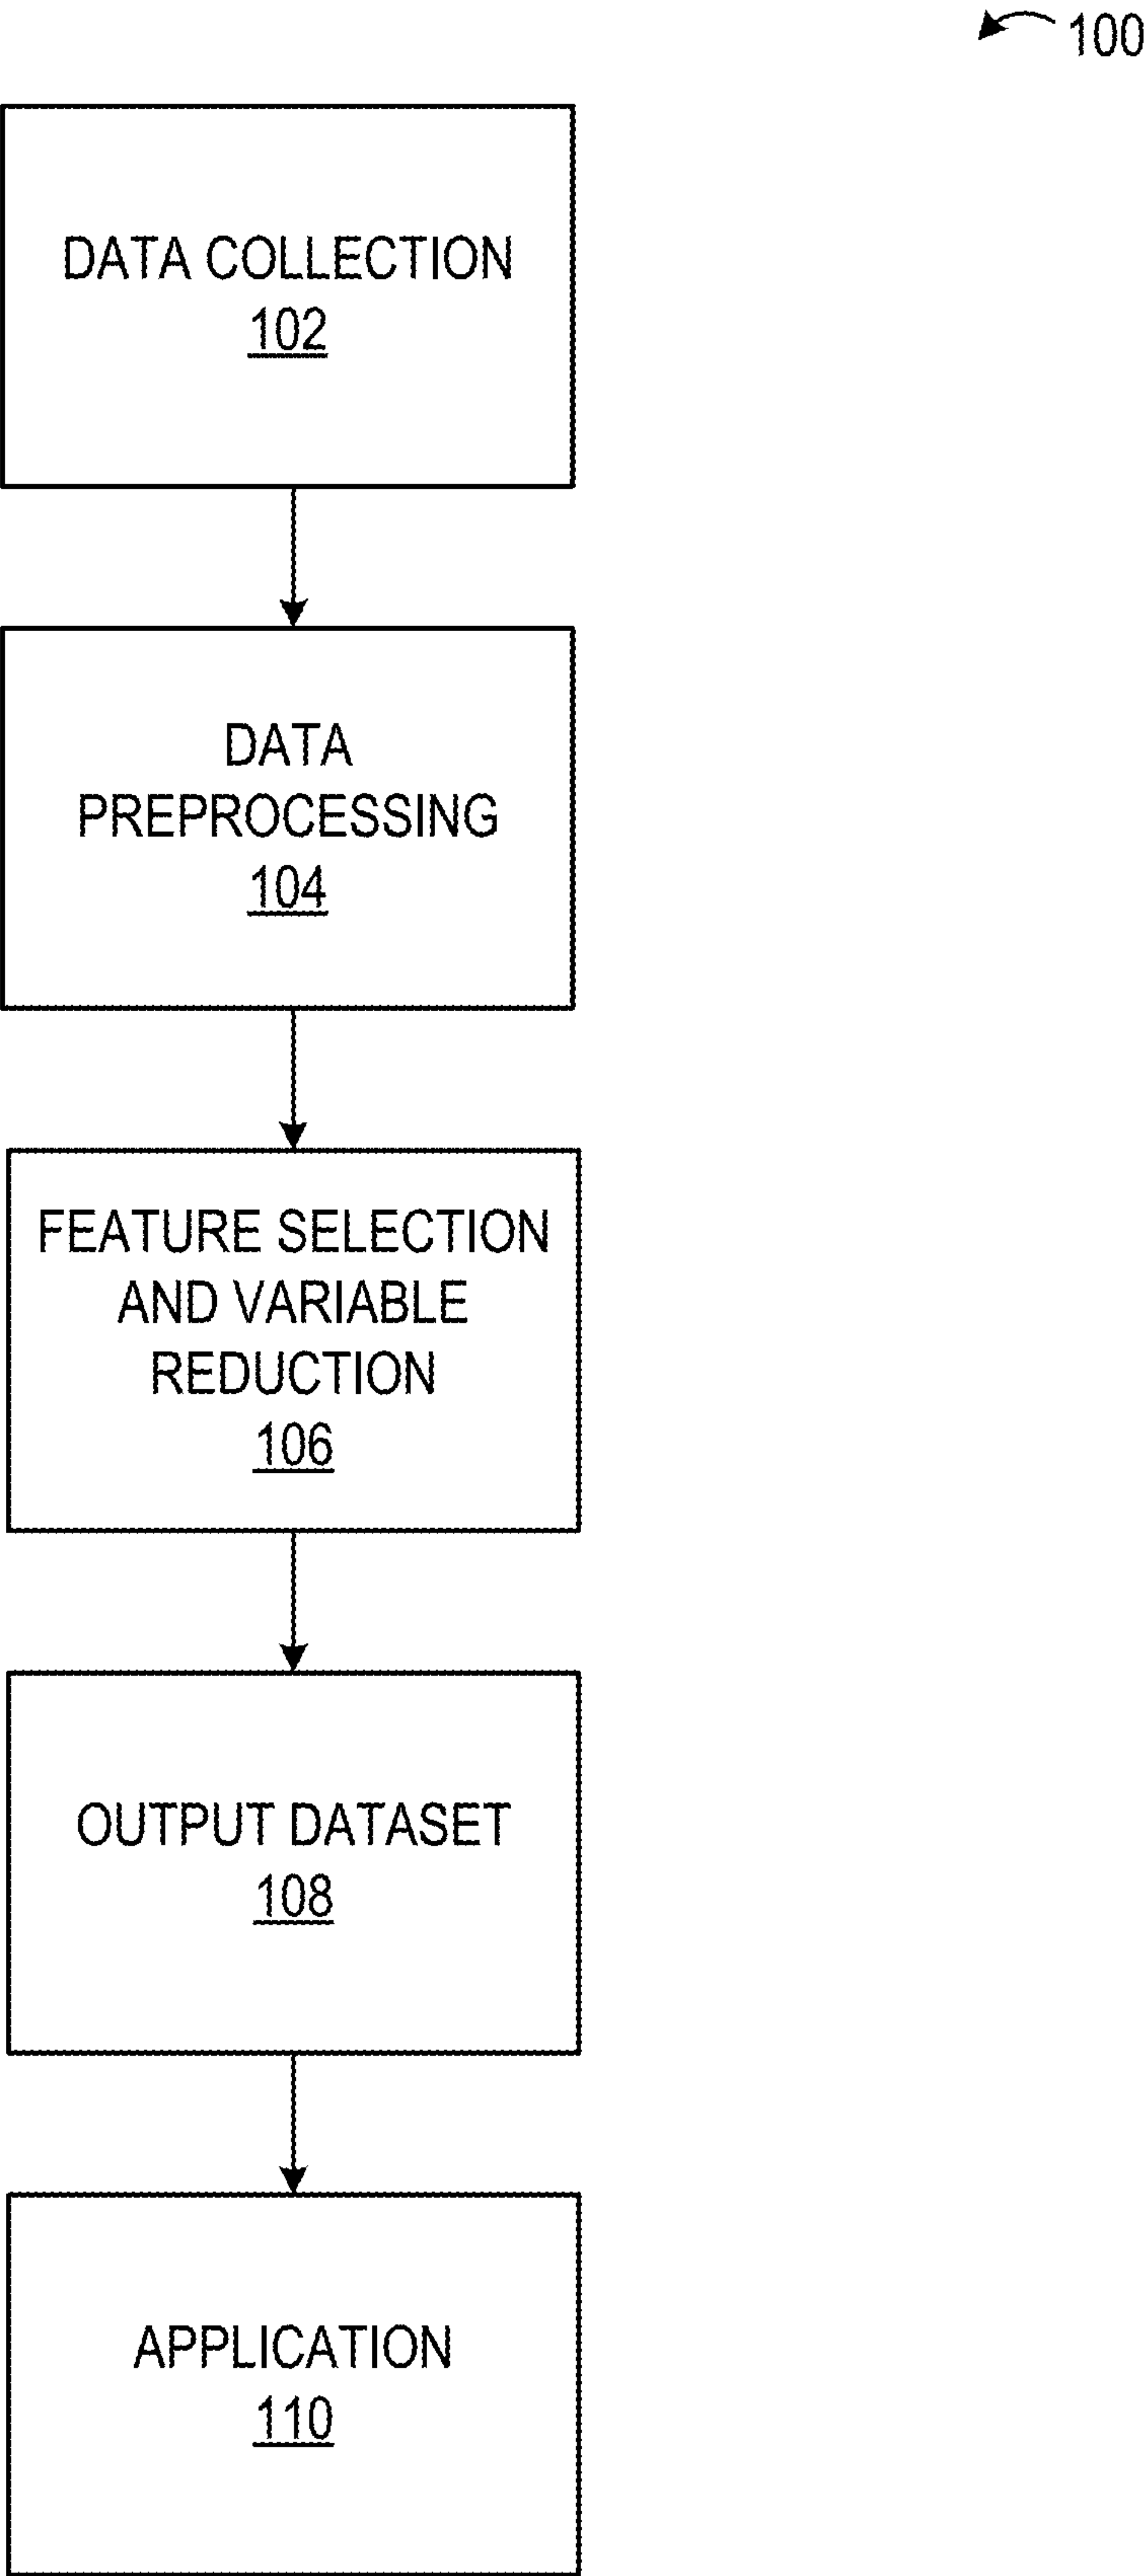 100
DATA COLLECTION
102
DATA
PREPROCESSING
104
FEATURE SELECTION
AND VARIABLE
REDUCTION
106
OUTPUT DATASET
108
APPLICATION
110